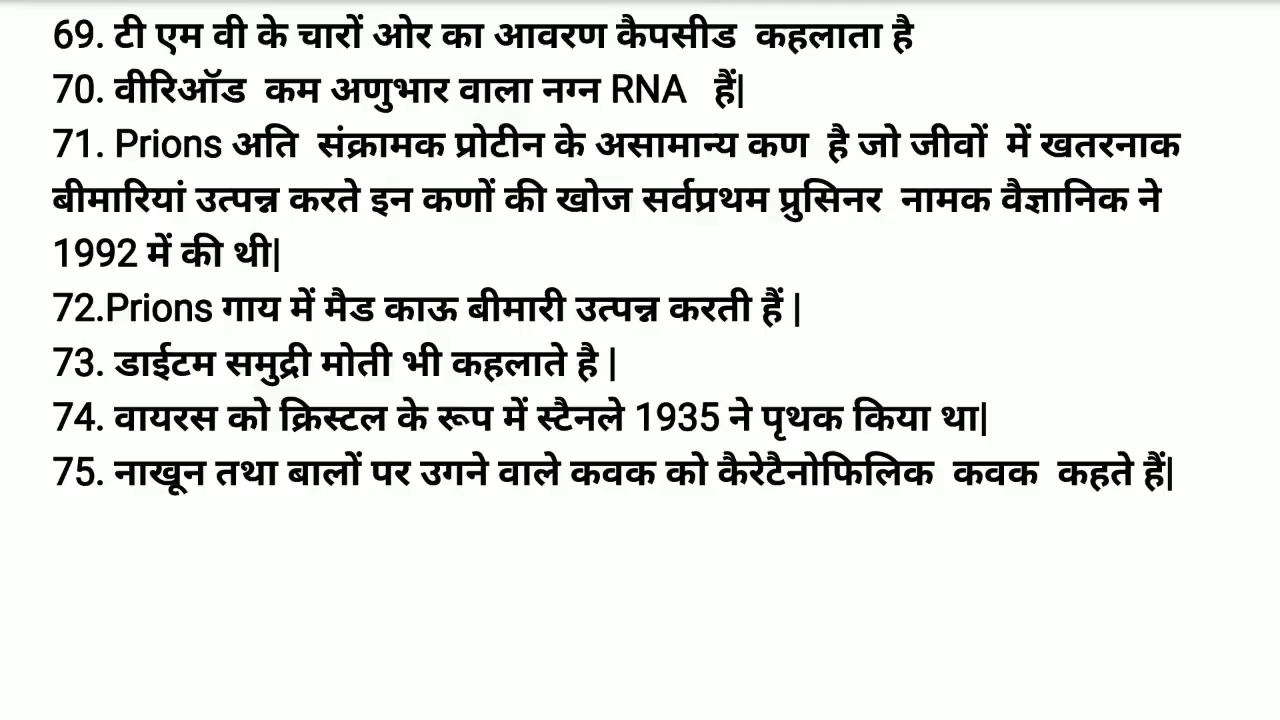 69. टी एम वी के चारों ओर का आवरण कैपसीड कहलाता है
70. वीरिऑड कम अणुभार वाला नग्न RNA हैं|
71. Prions अति संक्रामक प्रोटीन के असामान्य कण है जो जीवों में खतरनाक
बीमारियां उत्पन्न करते इन कणों की खोज सर्वप्रथम प्रुसिनर नामक वैज्ञानिक ने
1992 में की थी|
72.Prions गाय में मैड काऊ बीमारी उत्पन्न करती हैं |
73. डाईटम समुद्री मोती भी कहलाते है |
74. वायरस को क्रिस्टल के रूप में स्टैनले 1935 ने पृथक किया था|
75. नाखून तथा बालों पर उगने वाले कवक को कैरेटैनोफिलिक कवक कहते हैं|